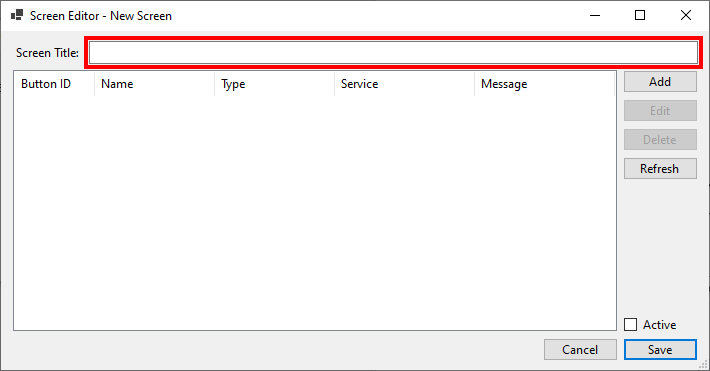 Screen Editor - New Screen
Screen Title:
Button ID Name Type Service Message
Add
Edit
Delete
Refresh
Active
Cancel Save